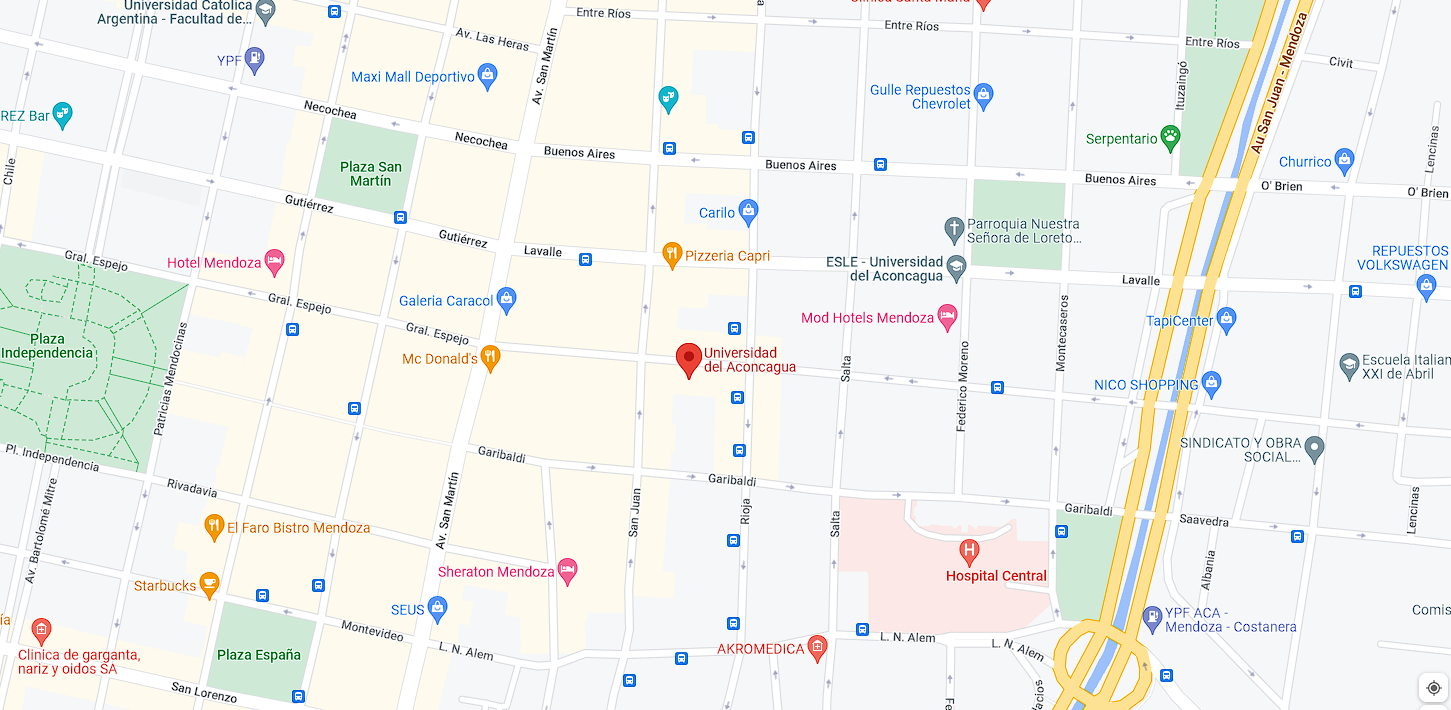 Universidad Catolica
Argentina - Facultad de...
Entre Ríos
Entre Ríos
Entre Ríos
Av. Las Heras
Av. San Martín
Au San Juan - Mendoza
Civit
YPF
Maxi Mall Deportivo
Gulle Repuestos
Chevrolet
Ituzaingó
Necochea
Necochea
REZ Bar
Buenos Aires
Buenos Aires
Buenos Aires
Serpentario
Churrico
Lencinas
O' Brien
O' Brien
Chile
Plaza San
Martín
Gutiérrez
Gutiérrez
Carilo
Parroquia Nuestra
Señora de Loreto...
Lavalle
Lavalle
Pizzeria Capri
ESLE - Universidad
del Aconcagua
REPUESTOS
VOLKSWAGEN
Gral. Espejo
Hotel Mendoza
Gral. Espejo
Galeria Caracol
Gral. Espejo
Mod Hotels Mendoza
TapiCenter
Plaza
Independencia
Patricias Mendocinas
Mc Donald's
Universidad
del Aconcagua
Salta
Federico Moreno
Montecaseros
NICO SHOPPING
Escuela Italian
XXI de Abril
SINDICATO Y OBRA
SOCIAL...
Pl. Independencia
Rivadavia
Garibaldi
Garibaldi
Garibaldi
Saavedra
Av. Bartolomé Mitre
Av. San Martín
San Juan
Rioja
Salta
Lencinas
El Faro Bistro Mendoza
Starbucks
Sheraton Mendoza
Hospital Central
Albania
SEUS
YPF ACA -
Mendoza - Costanera
Comis
ía
Clinica de garganta,
nariz y oidos SA
Plaza España
Montevideo
L. N. Alem
L. N. Alem
L. N. Alem
AKROMEDICA
San Lorenzo